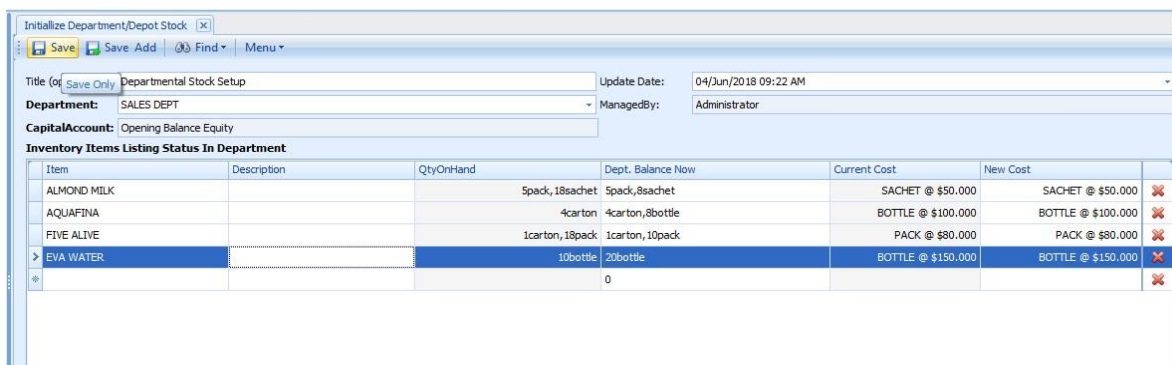 Initiallize Department/Depot Stock
Save Save Add Find Menu
Title (op Departmental Stock Setup Update Date: 04/Jun/2018 09:22 AM
Save Only
Department: SALES DEPT ManagedBy: Administrator
CapitalAccount: Opening Balance Equity
Inventory Items Listing Status In Department
Item Description QtyOnHand Dept. Balance Now Current Cost New Cost
ALMOND MILK 5pack,18sachet 5pack,8sachet SACHET @ $50.000 SACHET @ $50.000
AQUAFINA 4carton 4carton,8bottle BOTTLE @ $100.000 BOTTLE @ $100.000
FIVE ALIVE 1carton,18pack 1carton,10pack PACK @ $80.000 PACK @ $80.000
EVA WATER 10bottle 20bottle BOTTLE @ $150.000 BOTTLE @ $150.000
0